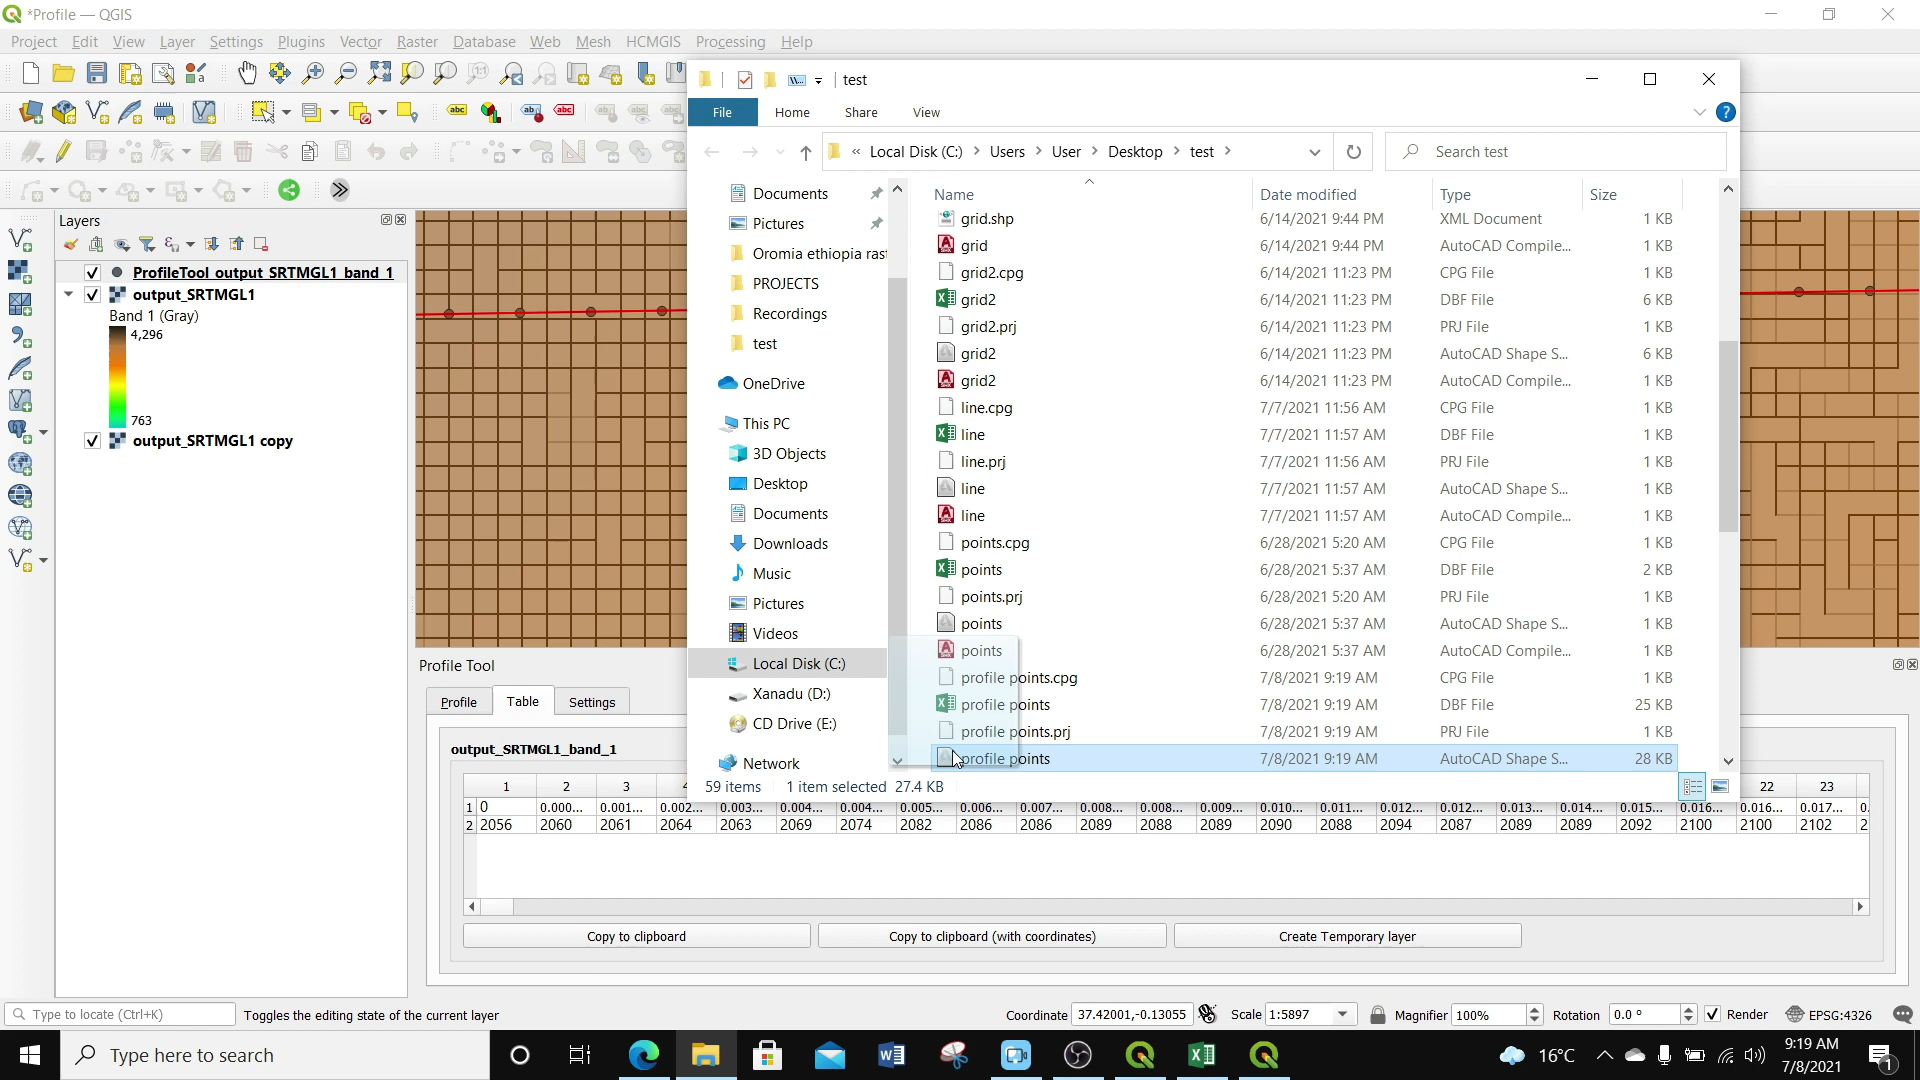 *Profile — QGIS
Project Edit View Layer Settings Plugins Vector Raster Database Web Mesh HCMGIS Processing Help
test
File Home Share View
« Local Disk (C:) > Users > User > Desktop > test >
Search test
Layers
ProfileTool output SRTMGL1 band 1
output_SRTMGL1
Band 1 (Gray)
4,296
763
output_SRTMGL1 copy
Documents
Pictures
Oromia ethiopia ras
PROJECTS
Recordings
test
OneDrive
This PC
3D Objects
Desktop
Documents
Downloads
Music
Pictures
Videos
Local Disk (C:)
Xanadu (D:)
CD Drive (E:)
Network
Name Date modified Type Size
grid.shp 6/14/2021 9:44 PM XML Document 1 KB
grid 6/14/2021 9:44 PM AutoCAD Compile... 1 KB
grid2.cpg 6/14/2021 11:23 PM CPG File 1 KB
grid2 6/14/2021 11:23 PM DBF File 6 KB
grid2.prj 6/14/2021 11:23 PM PRJ File 1 KB
grid2 6/14/2021 11:23 PM AutoCAD Shape S... 6 KB
grid2 6/14/2021 11:23 PM AutoCAD Compile... 1 KB
line.cpg 7/7/2021 11:56 AM CPG File 1 KB
line 7/7/2021 11:57 AM DBF File 1 KB
line.prj 7/7/2021 11:56 AM PRJ File 1 KB
line 7/7/2021 11:57 AM AutoCAD Shape S... 1 KB
line 7/7/2021 11:57 AM AutoCAD Compile... 1 KB
points.cpg 6/28/2021 5:20 AM CPG File 1 KB
points 6/28/2021 5:37 AM DBF File 2 KB
points.prj 6/28/2021 5:20 AM PRJ File 1 KB
points 6/28/2021 5:37 AM AutoCAD Shape S... 1 KB
points 6/28/2021 5:37 AM AutoCAD Compile... 1 KB
profile points.cpg 7/8/2021 9:19 AM CPG File 1 KB
profile points 7/8/2021 9:19 AM DBF File 25 KB
profile points.prj 7/8/2021 9:19 AM PRJ File 1 KB
profile points 7/8/2021 9:19 AM AutoCAD Shape S... 28 KB
59 items 1 item selected 27.4 KB
Profile Tool
Profile Table Settings
output_SRTMGL1_band_1
1 2 3 22 23
1 0 0.000... 0.001... 0.002... 0.003... 0.004... 0.004... 0.005... 0.006... 0.007... 0.008... 0.008... 0.009... 0.010... 0.011... 0.012... 0.012... 0.013... 0.014... 0.015... 0.016... 0.016... 0.017... 0.
2 2056 2060 2061 2064 2063 2069 2074 2082 2086 2086 2089 2088 2089 2090 2088 2094 2087 2089 2089 2092 2100 2100 2102 2
Copy to clipboard Copy to clipboard (with coordinates) Create Temporary layer
Type to locate (Ctrl+K) Toggles the editing state of the current layer Coordinate 37.42001,-0.13055 Scale 1:5897 Magnifier 100% Rotation 0.0 ° Render EPSG:4326
Type here to search
16°C
9:19 AM
7/8/2021
1